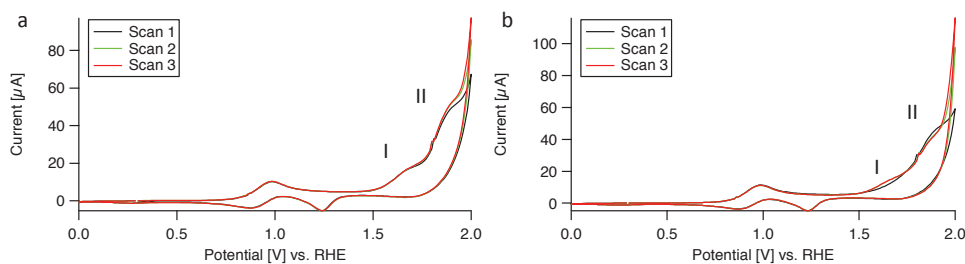 a
Scan 1
Scan 2
Scan 3
II
I
Current [µA]
80
60
40
20
0
0.0 0.5 1.0 1.5 2.0
Potential [V] vs. RHE
b
Scan 1
Scan 2
Scan 3
II
I
Current [µA]
100
80
60
40
20
0
0.0 0.5 1.0 1.5 2.0
Potential [V] vs. RHE